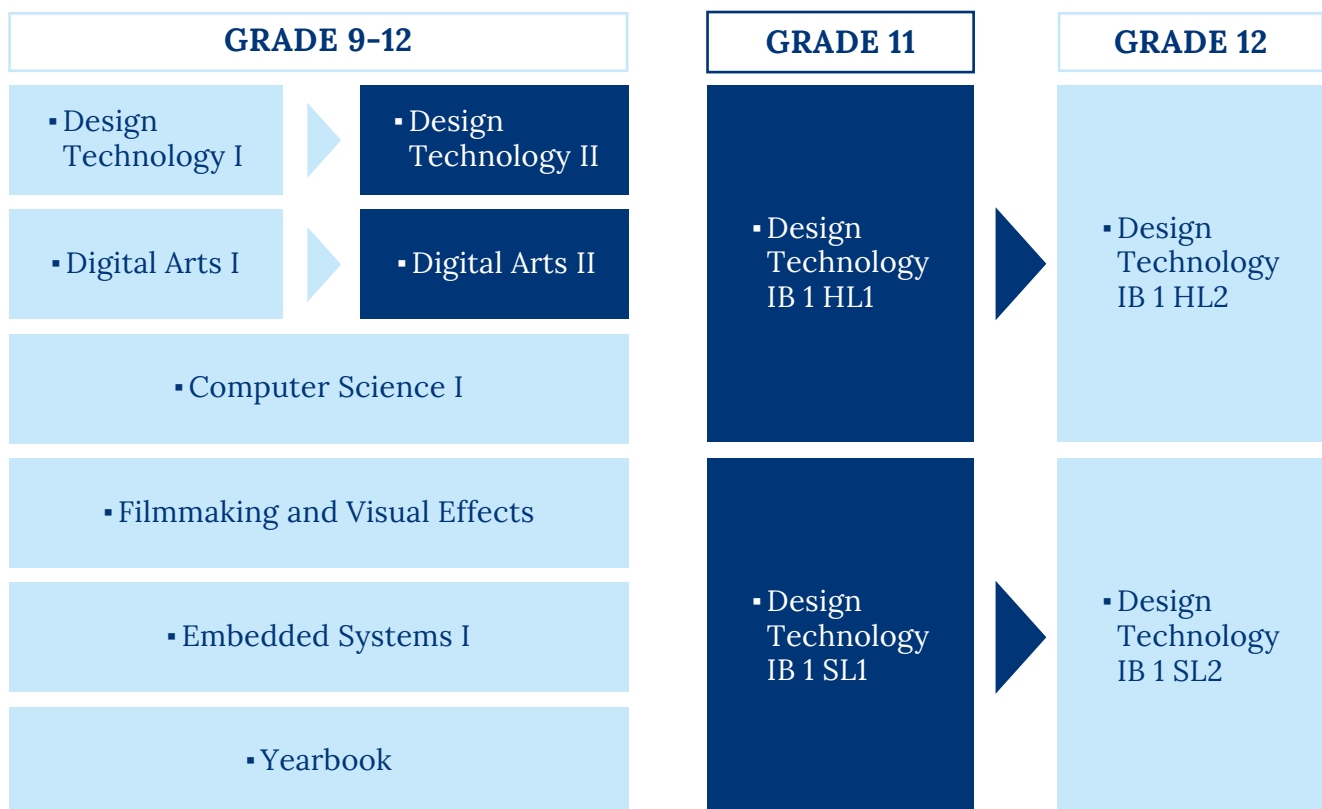 GRADE 9-12
▪ Design
Technology I
▪ Design
Technology II
▪ Digital Arts I
▪ Digital Arts II
▪ Computer Science I
▪ Filmmaking and Visual Effects
▪ Embedded Systems I
▪ Yearbook
GRADE 11
▪ Design
Technology
IB 1 HL1
▪ Design
Technology
IB 1 SL1
GRADE 12
▪ Design
Technology
IB 1 HL2
▪ Design
Technology
IB 1 SL2